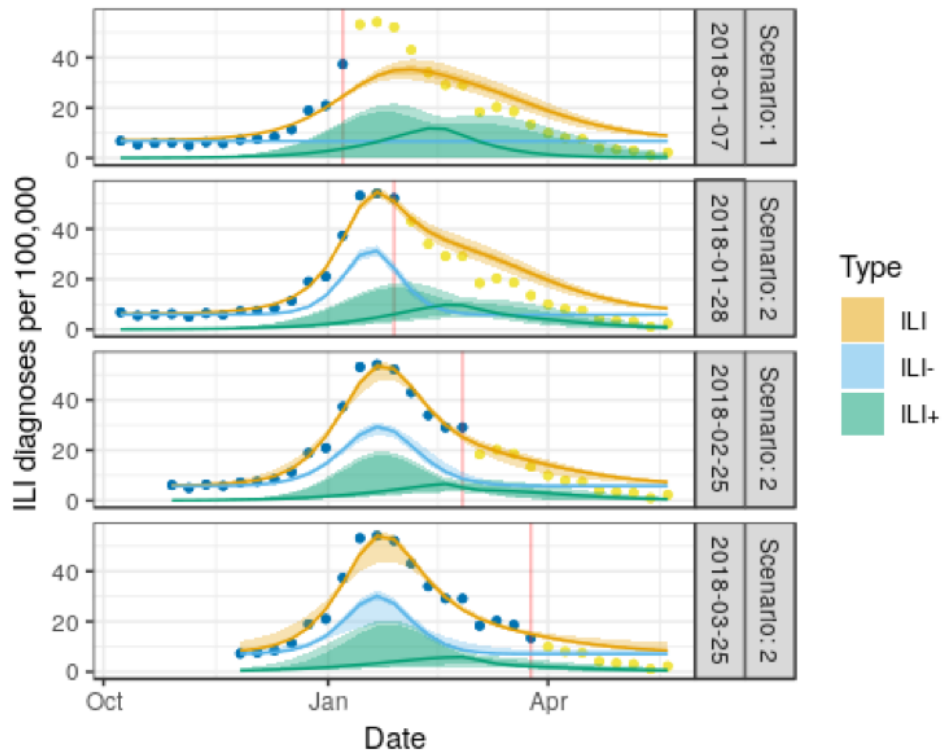 ILI diagnoses per 100,000
40
20
0
2018-01-07
Scenario: 1
40
20
0
2018-01-28
Scenario: 2
40
20
0
2018-02-25
Scenario: 2
40
20
0
2018-03-25
Scenario: 2
Oct
Jan
Apr
Date
Type
ILI
ILI-
ILI+